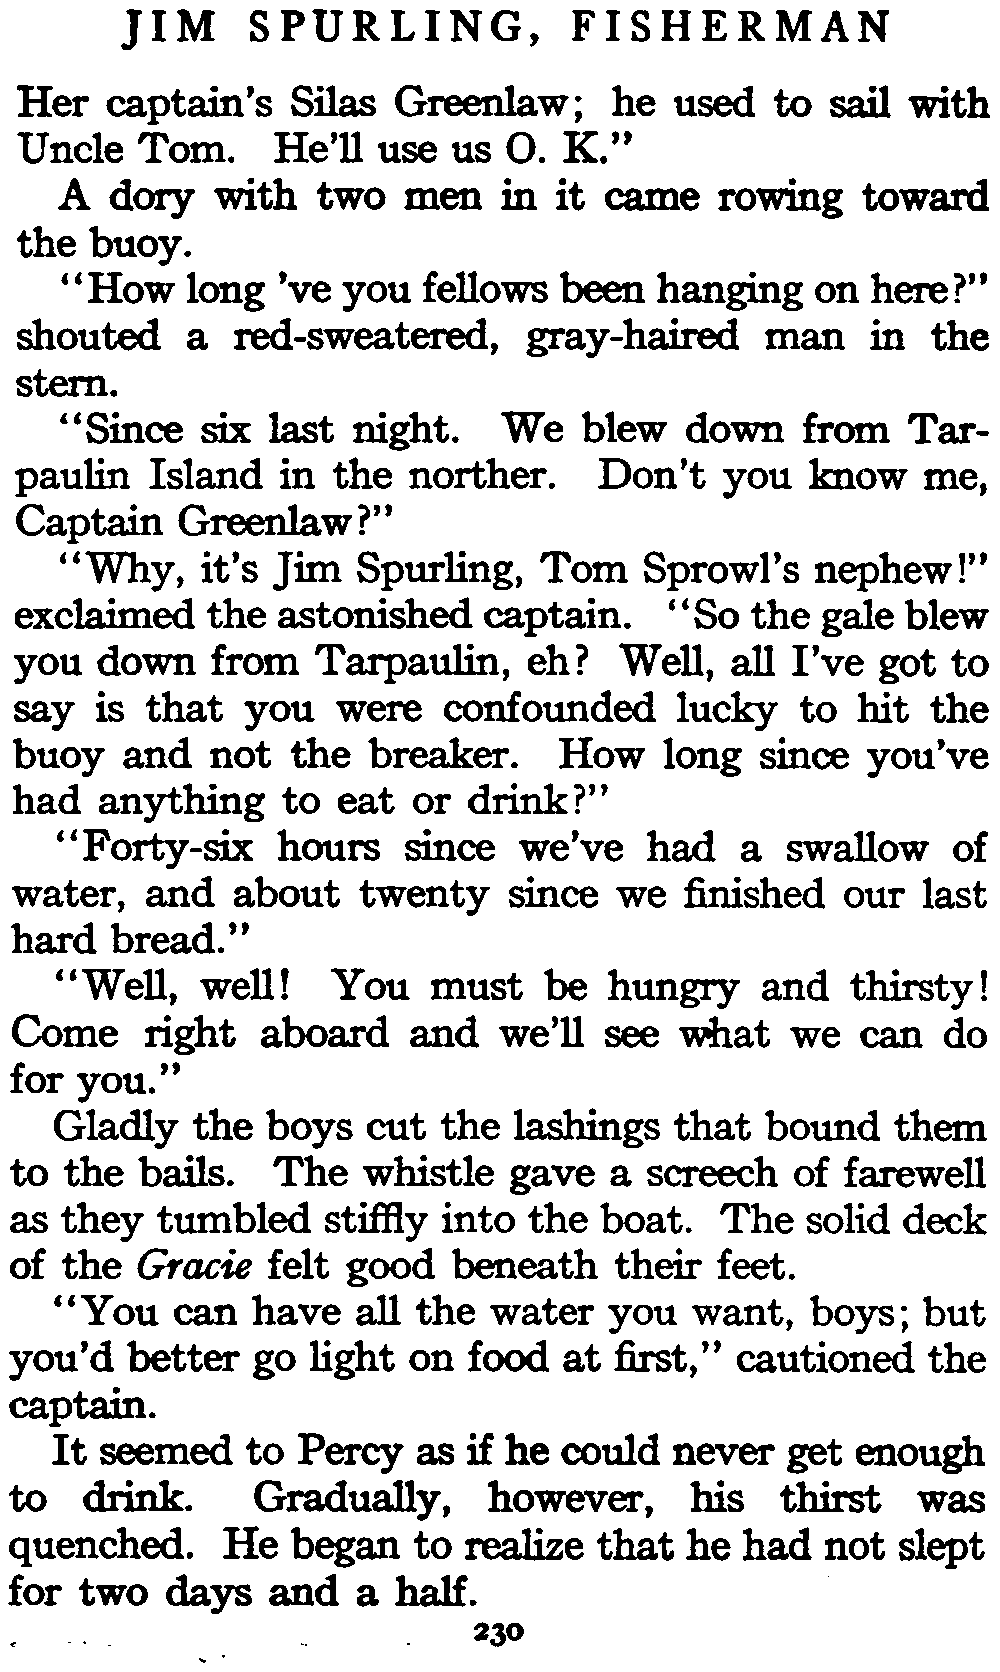 JIM SPURLING, FISHERMAN
Her captain's Silas Greenlaw; he used to sail with
Uncle Tom. He'll use us O. K."
A dory with two men in it came rowing toward
the buoy.
"How long 've you fellows been hanging on here?"
shouted a red-sweatered, gray-haired man in the
stern.
"Since six last night. We blew down from Tar-
paulin Island in the norther. Don't you know me,
Captain Greenlaw?"
"Why, it's Jim Spurling, Tom Sprowl's nephew!"
exclaimed the astonished captain. "So the gale blew
you down from Tarpaulin, eh? Well, all I've got to
say is that you were confounded lucky to hit the
buoy and not the breaker. How long since you've
had anything to eat or drink?"
"Forty-six hours since we've had a swallow of
water, and about twenty since we finished our last
hard bread."
"Well, well! You must be hungry and thirsty!
Come right aboard and we'll see what we can do
for you."
Gladly the boys cut the lashings that bound them
to the bails. The whistle gave a screech of farewell
as they tumbled stiffly into the boat. The solid deck
of the Gracie felt good beneath their feet.
"You can have all the water you want, boys; but
you'd better go light on food at first," cautioned the
captain.
It seemed to Percy as if he could never get enough
to drink. Gradually, however, his thirst was
quenched. He began to realize that he had not slept
for two days and a half.
230